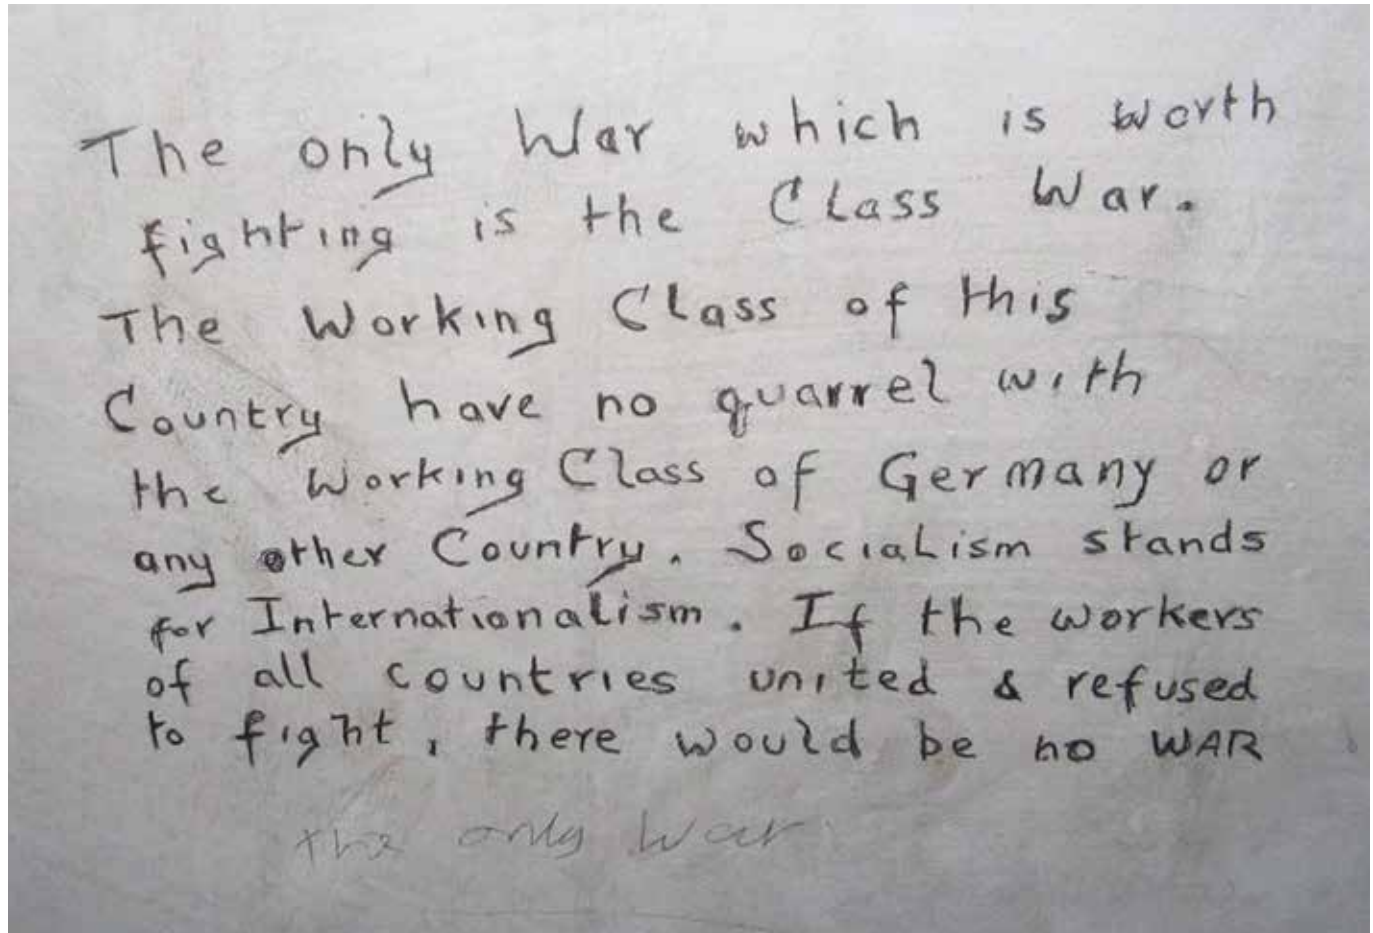 The only War which is worth
fighting is the Class War.
The Working Class of this
Country have no quarrel with
the Working Class of Germany or
any other Country. Socialism stands
for Internationalism. If the workers
of all countries united & refused
to fight, there would be no WAR
the only War